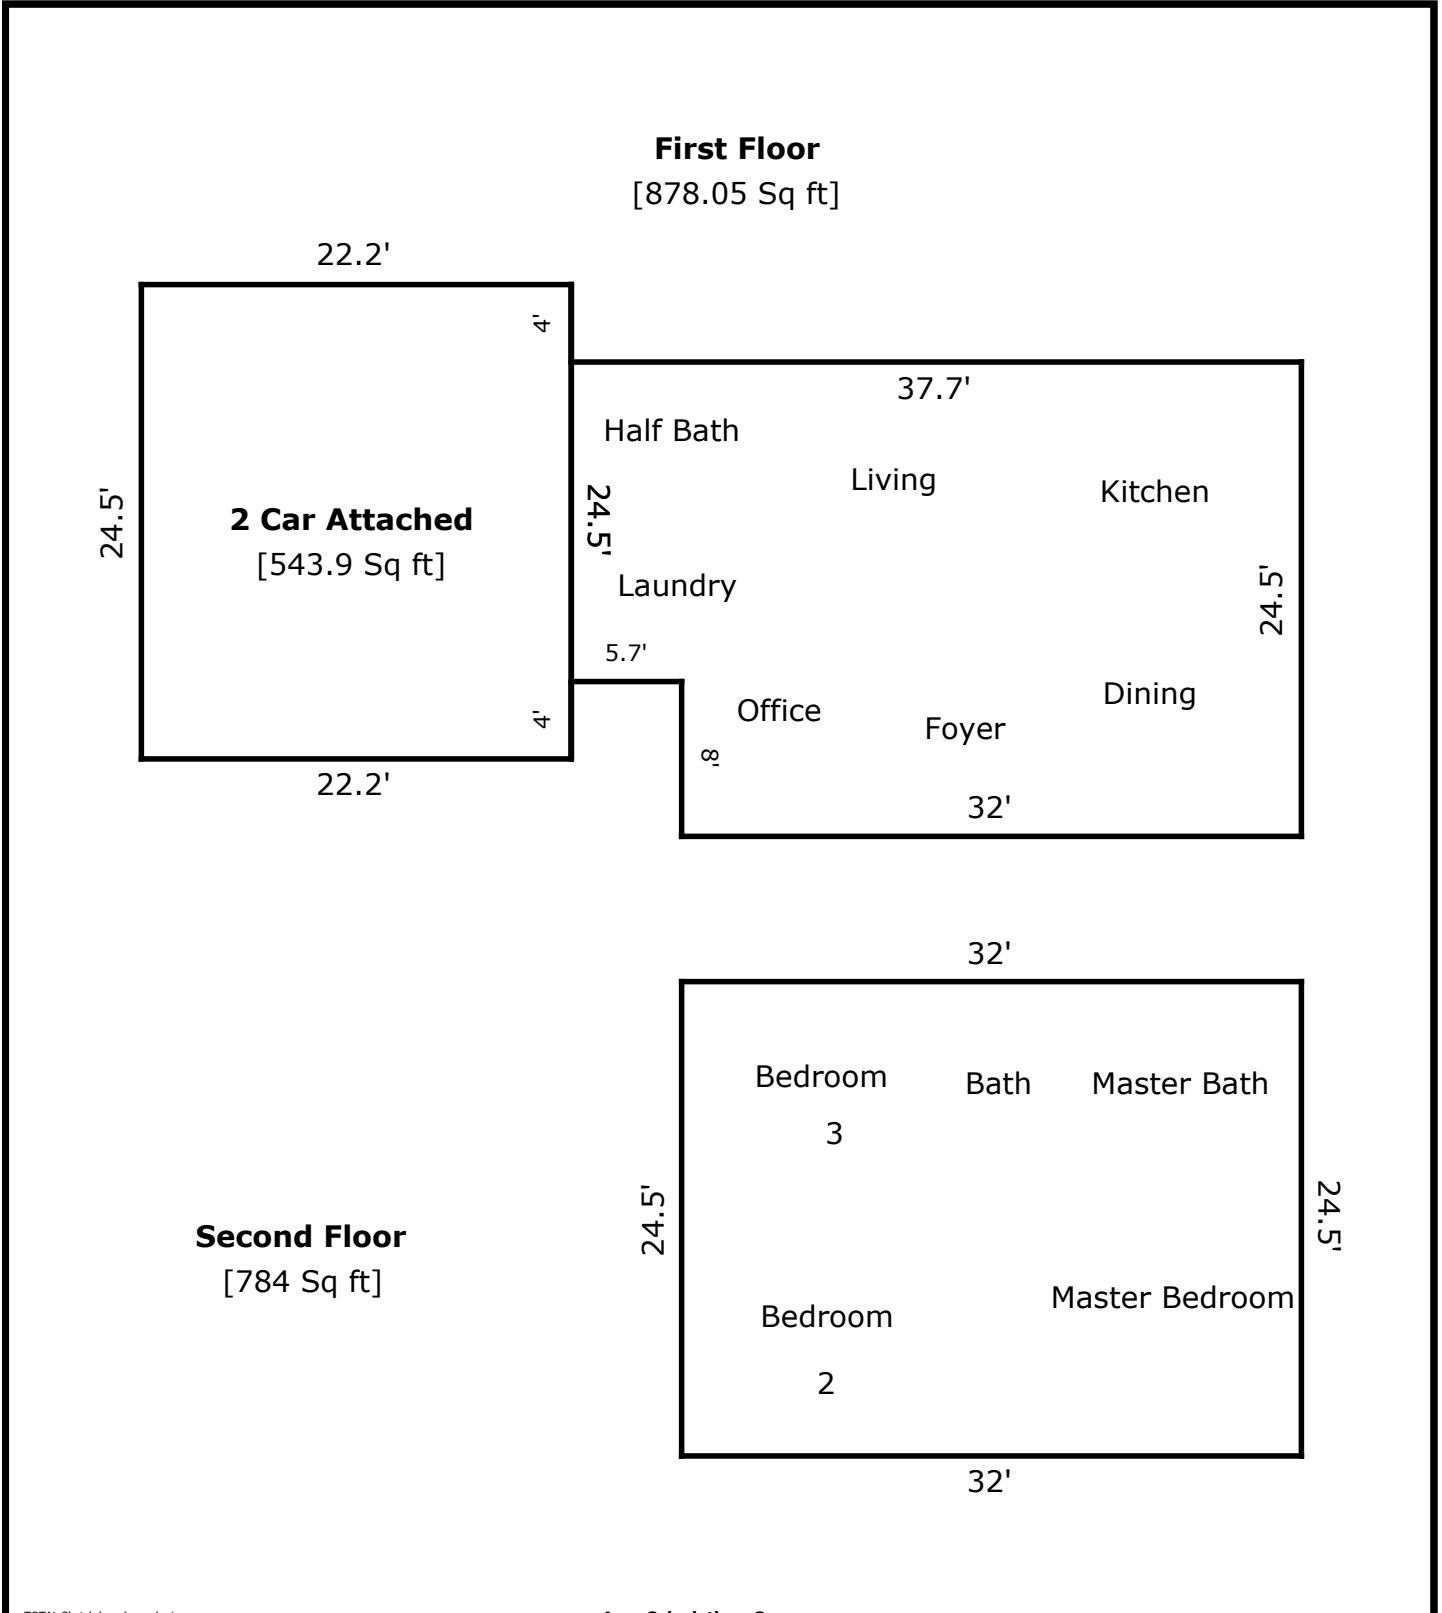 First Floor
[878.05 Sq ft]
22.2'
4'
37.7'
Half Bath
Living
Kitchen
24.5'
2 Car Attached
[543.9 Sq ft]
24.5'
Laundry
24.5'
5.7'
4'
Office
Foyer
Dining
8'
22.2'
32'
32'
Bedroom
3
Bath
Master Bath
24.5'
24.5'
Second Floor
[784 Sq ft]
Bedroom
2
Master Bedroom
32'